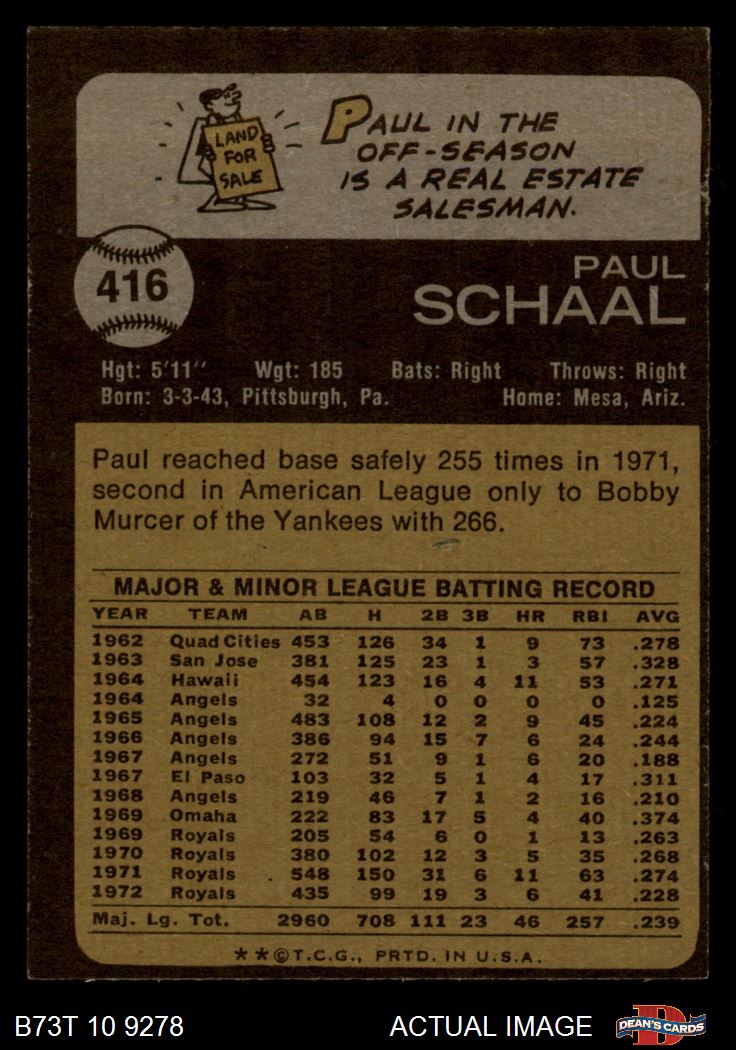 LAND
FOR
SALE
PAUL IN THE
OFF-SEASON
IS A REAL ESTATE
SALESMAN.
416
PAUL
SCHAAL
Hgt: 5'11'' Wgt: 185 Bats: Right Throws: Right
Born: 3-3-43, Pittsburgh, Pa. Home: Mesa, Ariz.
Paul reached base safely 255 times in 1971,
second in American League only to Bobby
Murcer of the Yankees with 266.
MAJOR & MINOR LEAGUE BATTING RECORD
YEAR TEAM AB H 2B 3B HR RBI AVG
1962 Quad Cities 453 126 34 1 9 73 .278
1963 San Jose 381 125 23 1 3 57 .328
1964 Hawaii 454 123 16 4 11 53 .271
1964 Angels 32 4 0 0 0 0 .125
1965 Angels 483 108 12 2 9 45 .224
1966 Angels 386 94 15 7 6 24 .244
1967 Angels 272 51 9 1 6 20 .188
1967 El Paso 103 32 5 1 4 17 .311
1968 Angels 219 46 7 1 2 16 .210
1969 Omaha 222 83 17 5 4 40 .374
1969 Royals 205 54 6 0 1 13 .263
1970 Royals 380 102 12 3 5 35 .268
1971 Royals 548 150 31 6 11 63 .274
1972 Royals 435 99 19 3 6 41 .228
Maj. Lg. Tot. 2960 708 111 23 46 257 .239
**©T.C.G., PRTD. IN U.S.A.
B73T 10 9278 ACTUAL IMAGE D DEAN'S CARDS